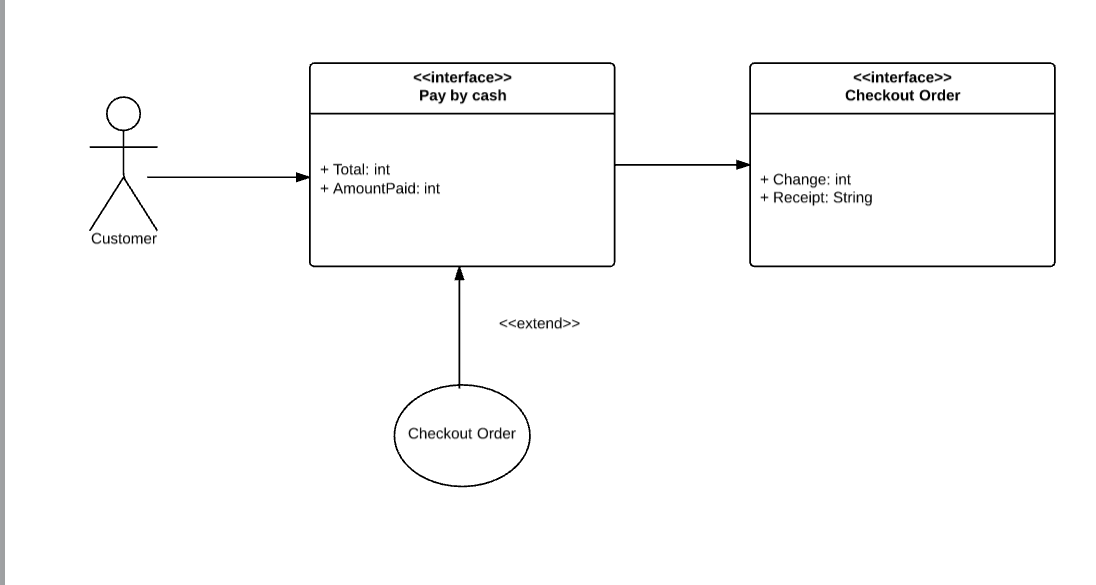 <<interface>>
Pay by cash
+ Total: int
+ AmountPaid: int
<<interface>>
Checkout Order
+ Change: int
+ Receipt: String
Customer
<<extend>>
Checkout Order